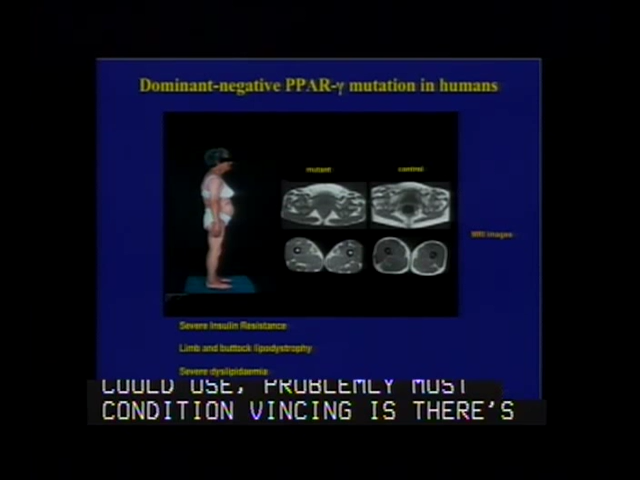 Dominant-negative PPAR-γ mutation in humans
mutant
control
MRI images
Severe Insulin Resistance
Limb and buttock lipodystrophy
Severe dyslipidaemia
COULD USE, PROBLEMLY MOST
CONDITION VINCING IS THERE'S